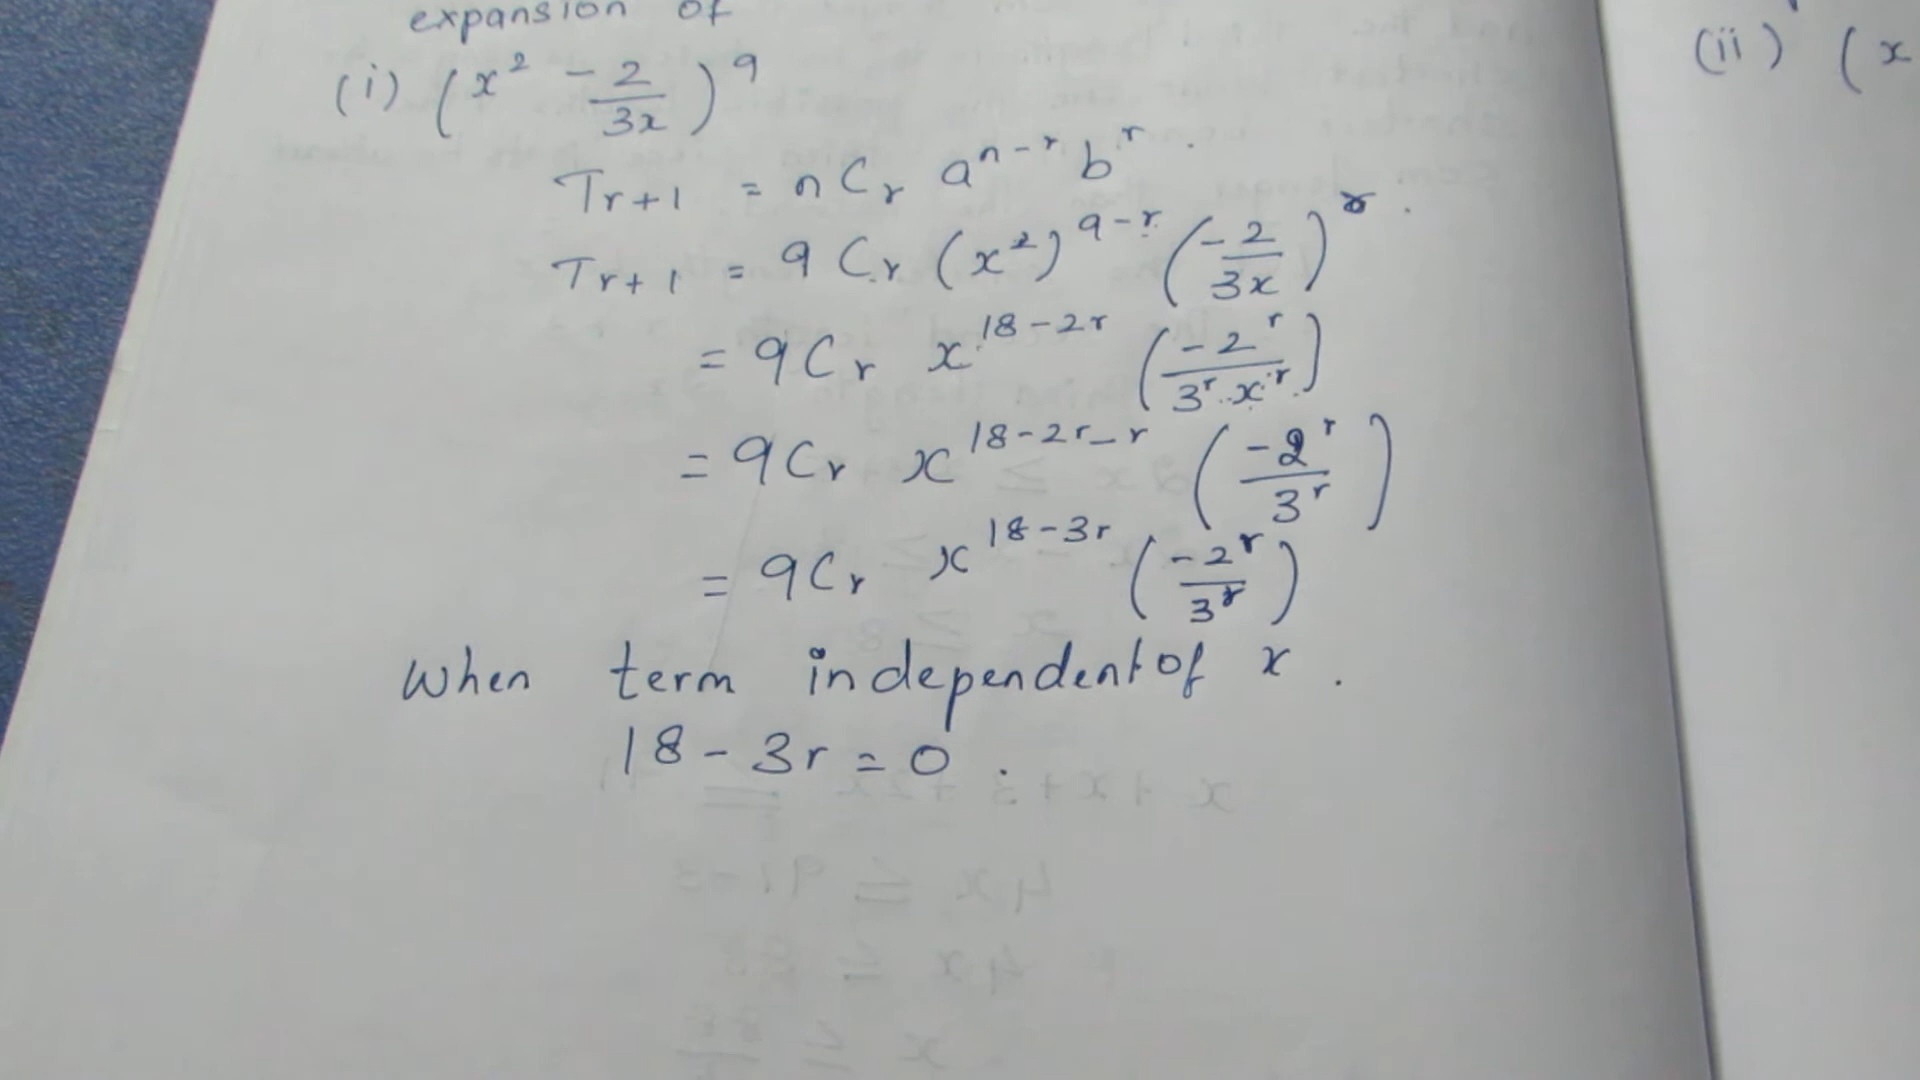 expansion of
(i) (x² - 2/3x)⁹
Tr+1 = nCr aⁿ⁻ʳ bʳ.
Tr+1 = 9Cr (x²)⁹⁻ʳ (-2/3x)ʳ.
= 9Cr x¹⁸⁻²ʳ (-2ʳ/3ʳ.xʳ)
= 9Cr x¹⁸⁻²ʳ⁻ʳ (-2ʳ/3ʳ)
= 9Cr x¹⁸⁻³ʳ (-2ʳ/3ʳ)
When term independent of x.
18 - 3r = 0.
(ii) (x